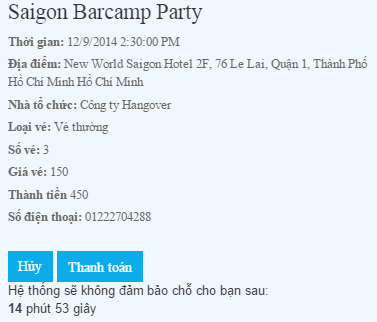 Saigon Barcamp Party
Thời gian: 12/9/2014 2:30:00 PM
Địa điểm: New World Saigon Hotel 2F, 76 Le Lai, Quận 1, Thành Phố
Hồ Chí Minh Hồ Chí Minh
Nhà tổ chức: Công ty Hangover
Loại vé: Vé thường
Số vé: 3
Giá vé: 150
Thành tiền 450
Số điện thoại: 01222704288
Hủy Thanh toán
Hệ thống sẽ không đảm bảo chỗ cho bạn sau:
14 phút 53 giây